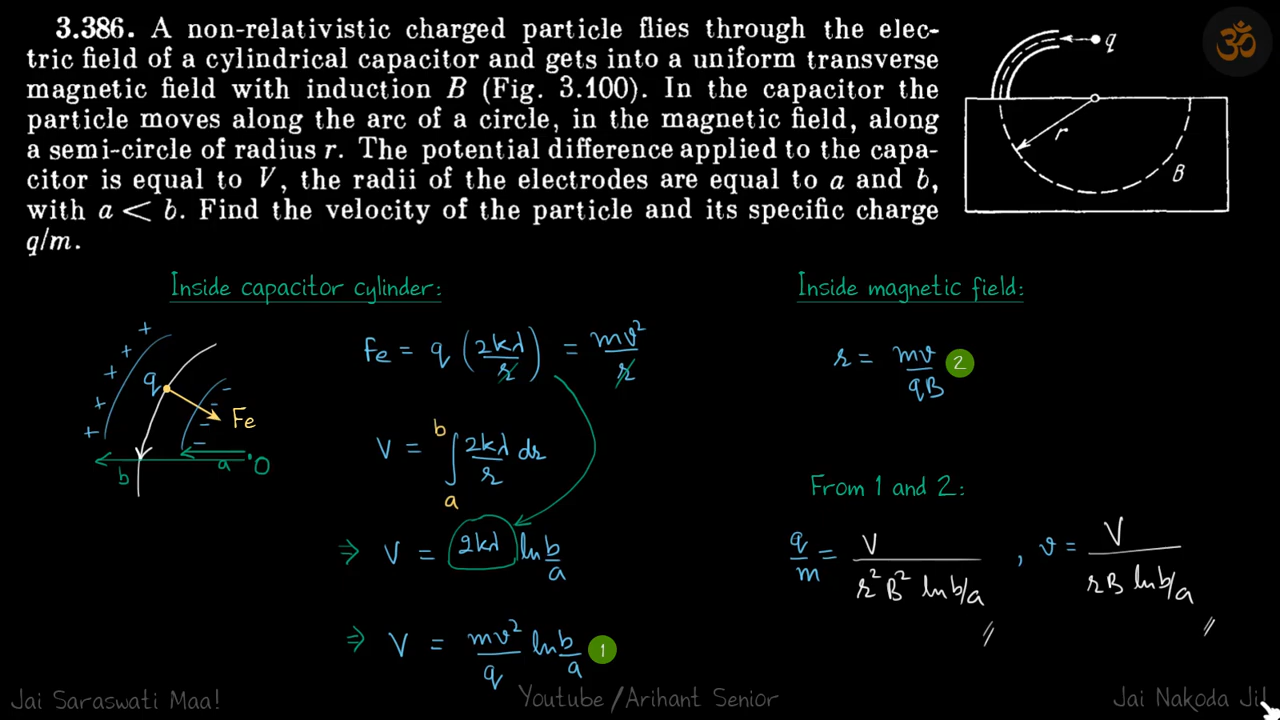 3.386. A non-relativistic charged particle flies through the elec-
tric field of a cylindrical capacitor and gets into a uniform transverse
magnetic field with induction B (Fig. 3.100). In the capacitor the
particle moves along the arc of a circle, in the magnetic field, along
a semi-circle of radius r. The potential difference applied to the capa-
citor is equal to V, the radii of the electrodes are equal to a and b,
with a < b. Find the velocity of the particle and its specific charge
q/m.
q
r
B
ॐ
Inside capacitor cylinder:
+ + + + +
q
- - - -
Fe
b a O
Fe = q (2kλ/r) = mv²/r
V = ∫_a^b 2kλ/r dr
⇒ V = 2kλ ln b/a
⇒ V = mv²/q ln b/a 1
Inside magnetic field:
r = mv/qB 2
From 1 and 2:
q/m = V/(r²B² ln b/a) , v = V/(rB ln b/a)
Jai Saraswati Maa!
Youtube/Arihant Senior
Jai Nakoda Ji!